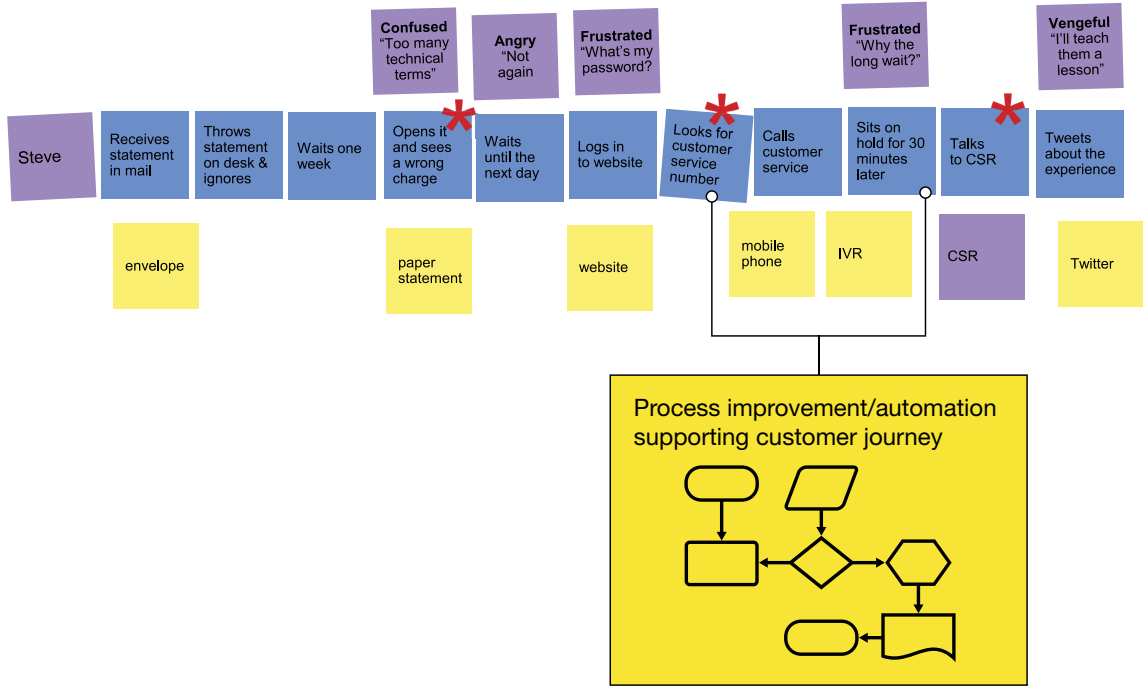 Confused
“Too many
technical
terms”
Angry
“Not
again
Frustrated
“What’s my
password?
Frustrated
“Why the
long wait?”
Vengeful
“I’ll teach
them a
lesson”
Steve
Receives
statement
in mail
Throws
statement
on desk &
ignores
Waits one
week
Opens it
and sees
a wrong
charge
Waits
until the
next day
Logs in
to website
Looks for
customer
service
number
Calls
customer
service
Sits on
hold for 30
minutes
later
Talks
to CSR
Tweets
about the
experience
envelope
paper
statement
website
mobile
phone
IVR
CSR
Twitter
Process improvement/automation
supporting customer journey